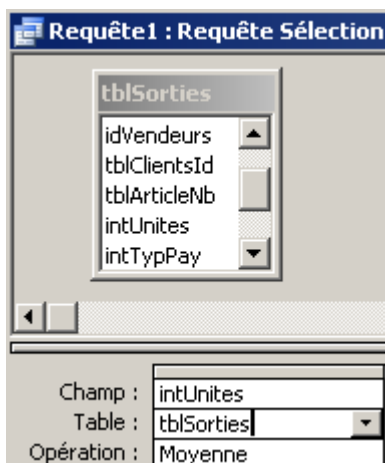 Requête1 : Requête Sélection
tblSorties
idVendeurs
tblClientsId
tblArticleNb
intUnites
intTypPay
Champ : intUnites
Table : tblSorties
Opération : Moyenne